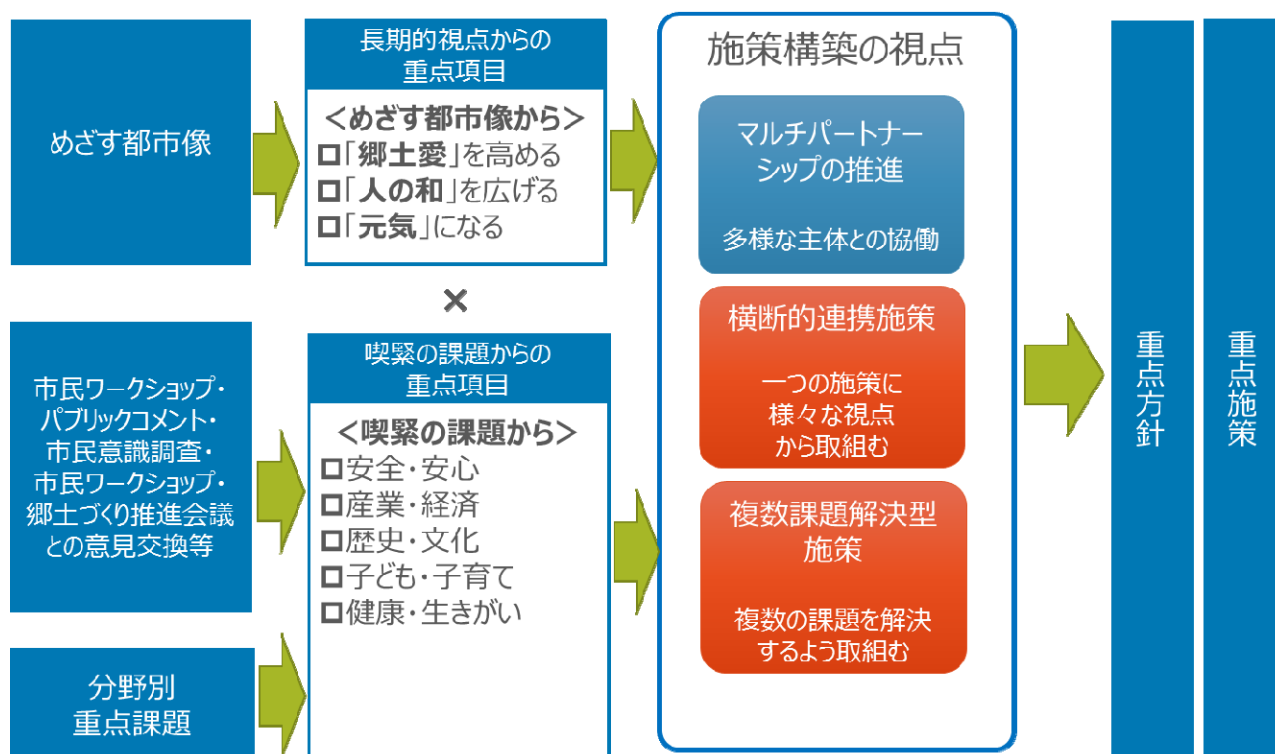 めざす都市像
長期的視点からの
重点項目
＜めざす都市像から＞
□「郷土愛」を高める
□「人の和」を広げる
□「元気」になる
×
市民ワークショップ・
パブリックコメント・
市民意識調査・
市民ワークショップ・
郷土づくり推進会議
との意見交換等
分野別
重点課題
喫緊の課題からの
重点項目
＜喫緊の課題から＞
□安全・安心
□産業・経済
□歴史・文化
□子ども・子育て
□健康・生きがい
施策構築の視点
マルチパートナー
シップの推進
多様な主体との協働
横断的連携施策
一つの施策に
様々な視点
から取組む
複数課題解決型
施策
複数の課題を解決
するよう取組む
重点方針
重点施策